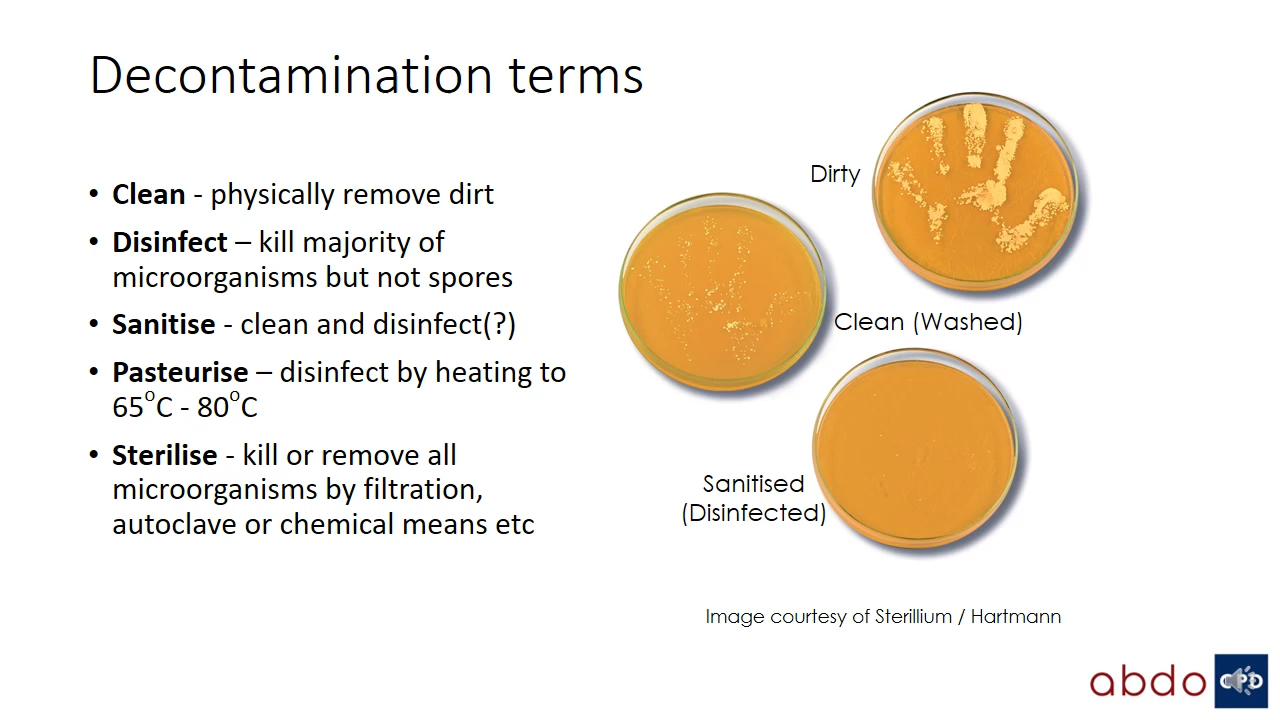 Decontamination terms
• Clean - physically remove dirt
• Disinfect – kill majority of
microorganisms but not spores
• Sanitise - clean and disinfect(?)
• Pasteurise – disinfect by heating to
65oC - 80oC
• Sterilise - kill or remove all
microorganisms by filtration,
autoclave or chemical means etc
Dirty
Clean (Washed)
Sanitised
(Disinfected)
Image courtesy of Sterillium / Hartmann
abdo CPD